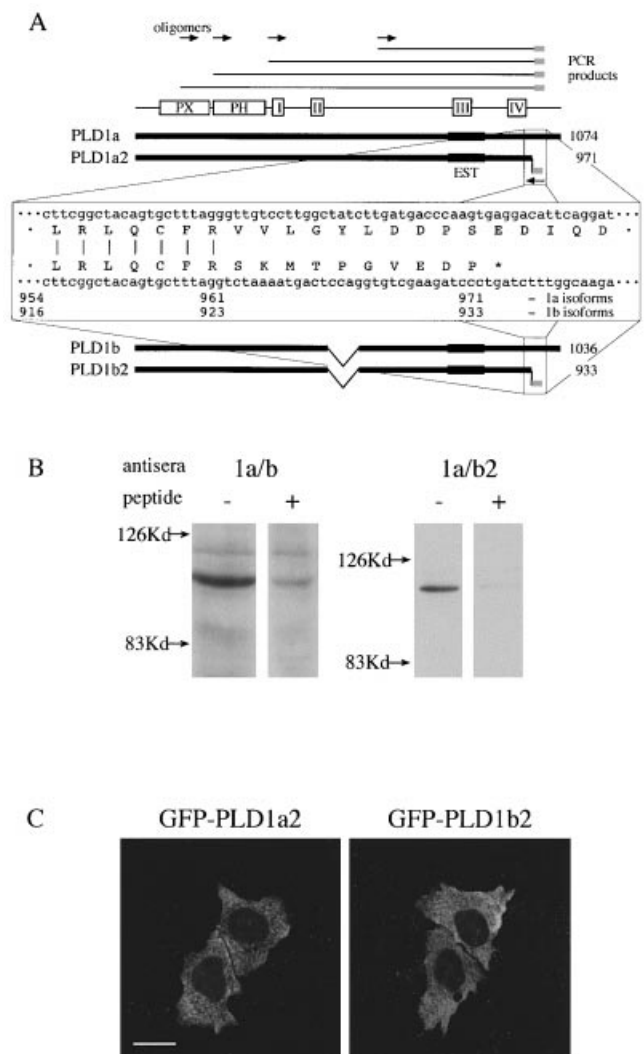 A
oligomers
PCR
products
PX PH I II III IV
PLD1a 1074
PLD1a2 971
EST
···cttcggctacagtgctttagggttgtccttggctatcttgatgacccaagtgaggacattcaggat···
· L R L Q C F R V V L G Y L D D P S E D I Q D ·
· L R L Q C F R S K M T P G V E D P *
···cttcggctacagtgctttaggtctaaaatgactccaggtgtcgaagatccctgatctttggcaaga·
954 961 971 – 1a isoforms
916 923 933 – 1b isoforms
PLD1b 1036
PLD1b2 933
B
antisera 1a/b 1a/b2
peptide - + - +
126Kd
126Kd
83Kd
83Kd
C
GFP-PLD1a2 GFP-PLD1b2